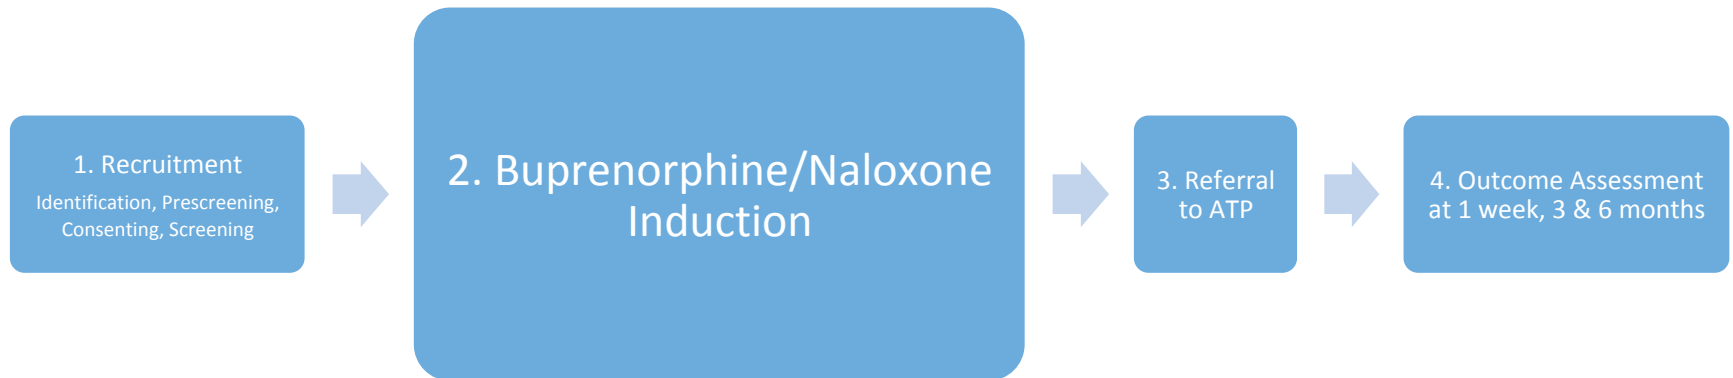 1. Recruitment
Identification, Prescreening,
Consenting, Screening
2. Buprenorphine/Naloxone
Induction
3. Referral
to ATP
4. Outcome Assessment
at 1 week, 3 & 6 months